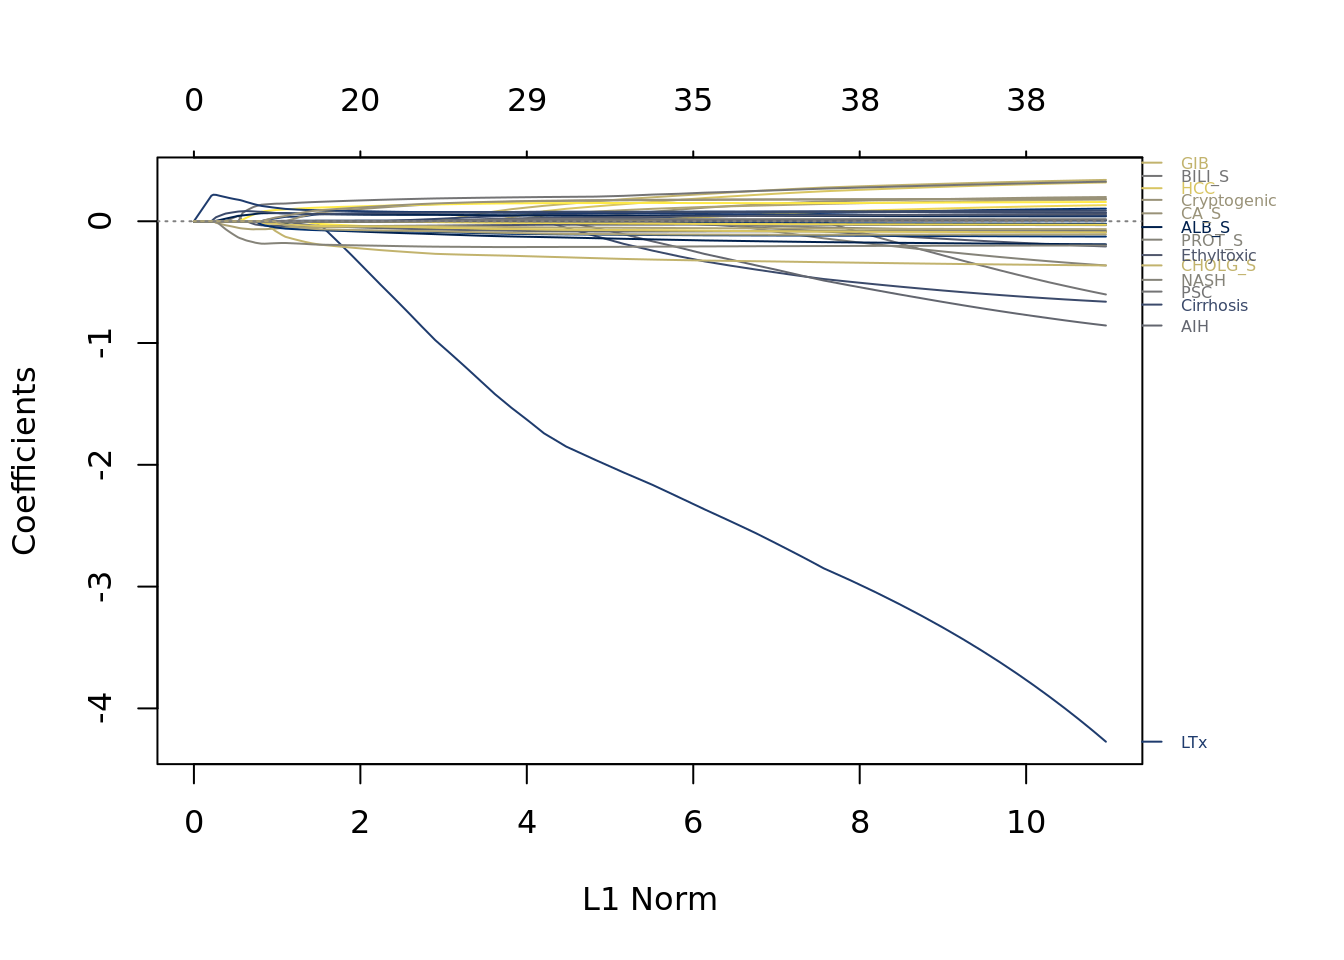 0 20 29 35 38 38
GIB
BILI_S
HCC
Cryptogenic
CA_S
ALB_S
PROT_S
Ethyltoxic
CHOLG_S
NASH
PSC
Cirrhosis
AIH
LTx
0
-1
-2
-3
-4
Coefficients
0 2 4 6 8 10
L1 Norm